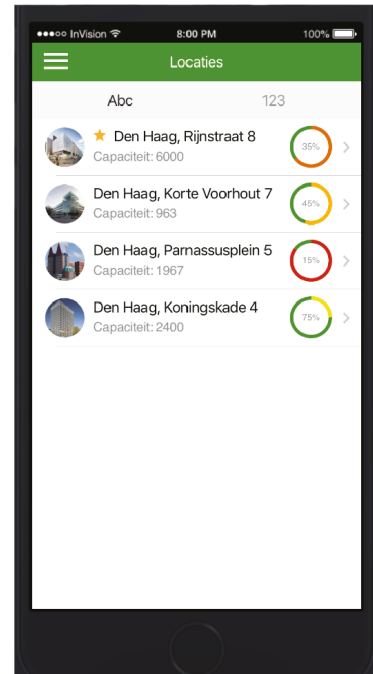 ●●●○○ InVision 8:00 PM 100%
Locaties
Abc 123
★ Den Haag, Rijnstraat 8
Capaciteit: 6000
35%
Den Haag, Korte Voorhout 7
Capaciteit: 963
45%
Den Haag, Parnassusplein 5
Capaciteit: 1967
15%
Den Haag, Koningskade 4
Capaciteit: 2400
75%